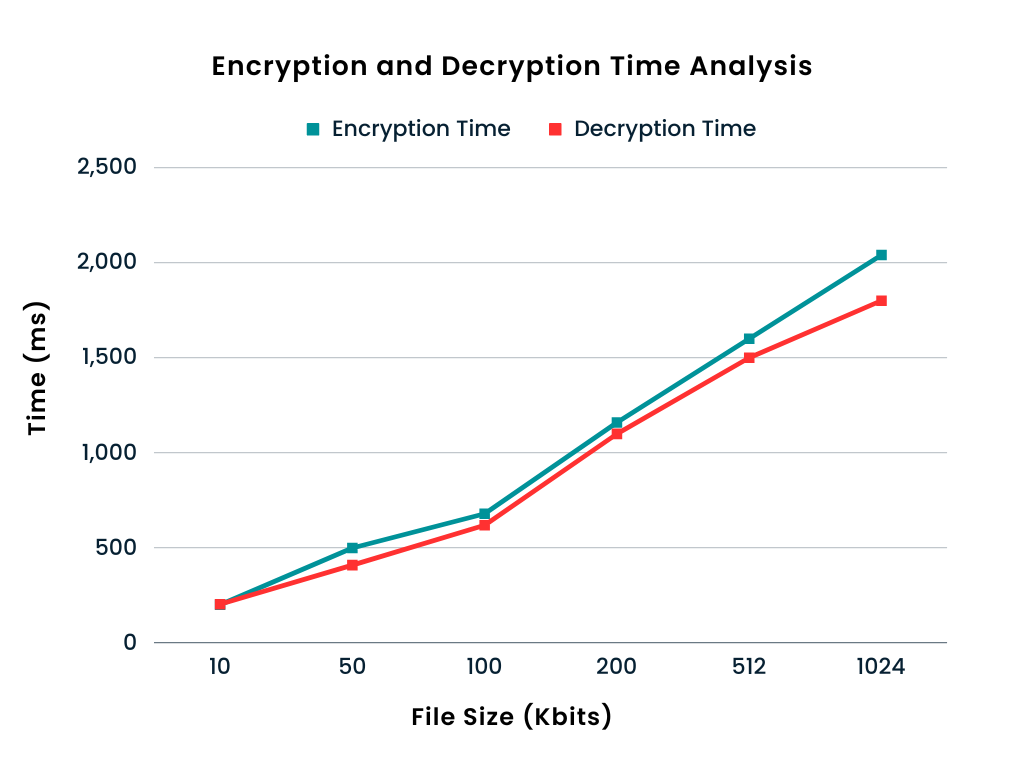 Encryption and Decryption Time Analysis
Encryption Time Decryption Time
2,500
2,000
1,500
1,000
500
0
Time (ms)
10 50 100 200 512 1024
File Size (Kbits)